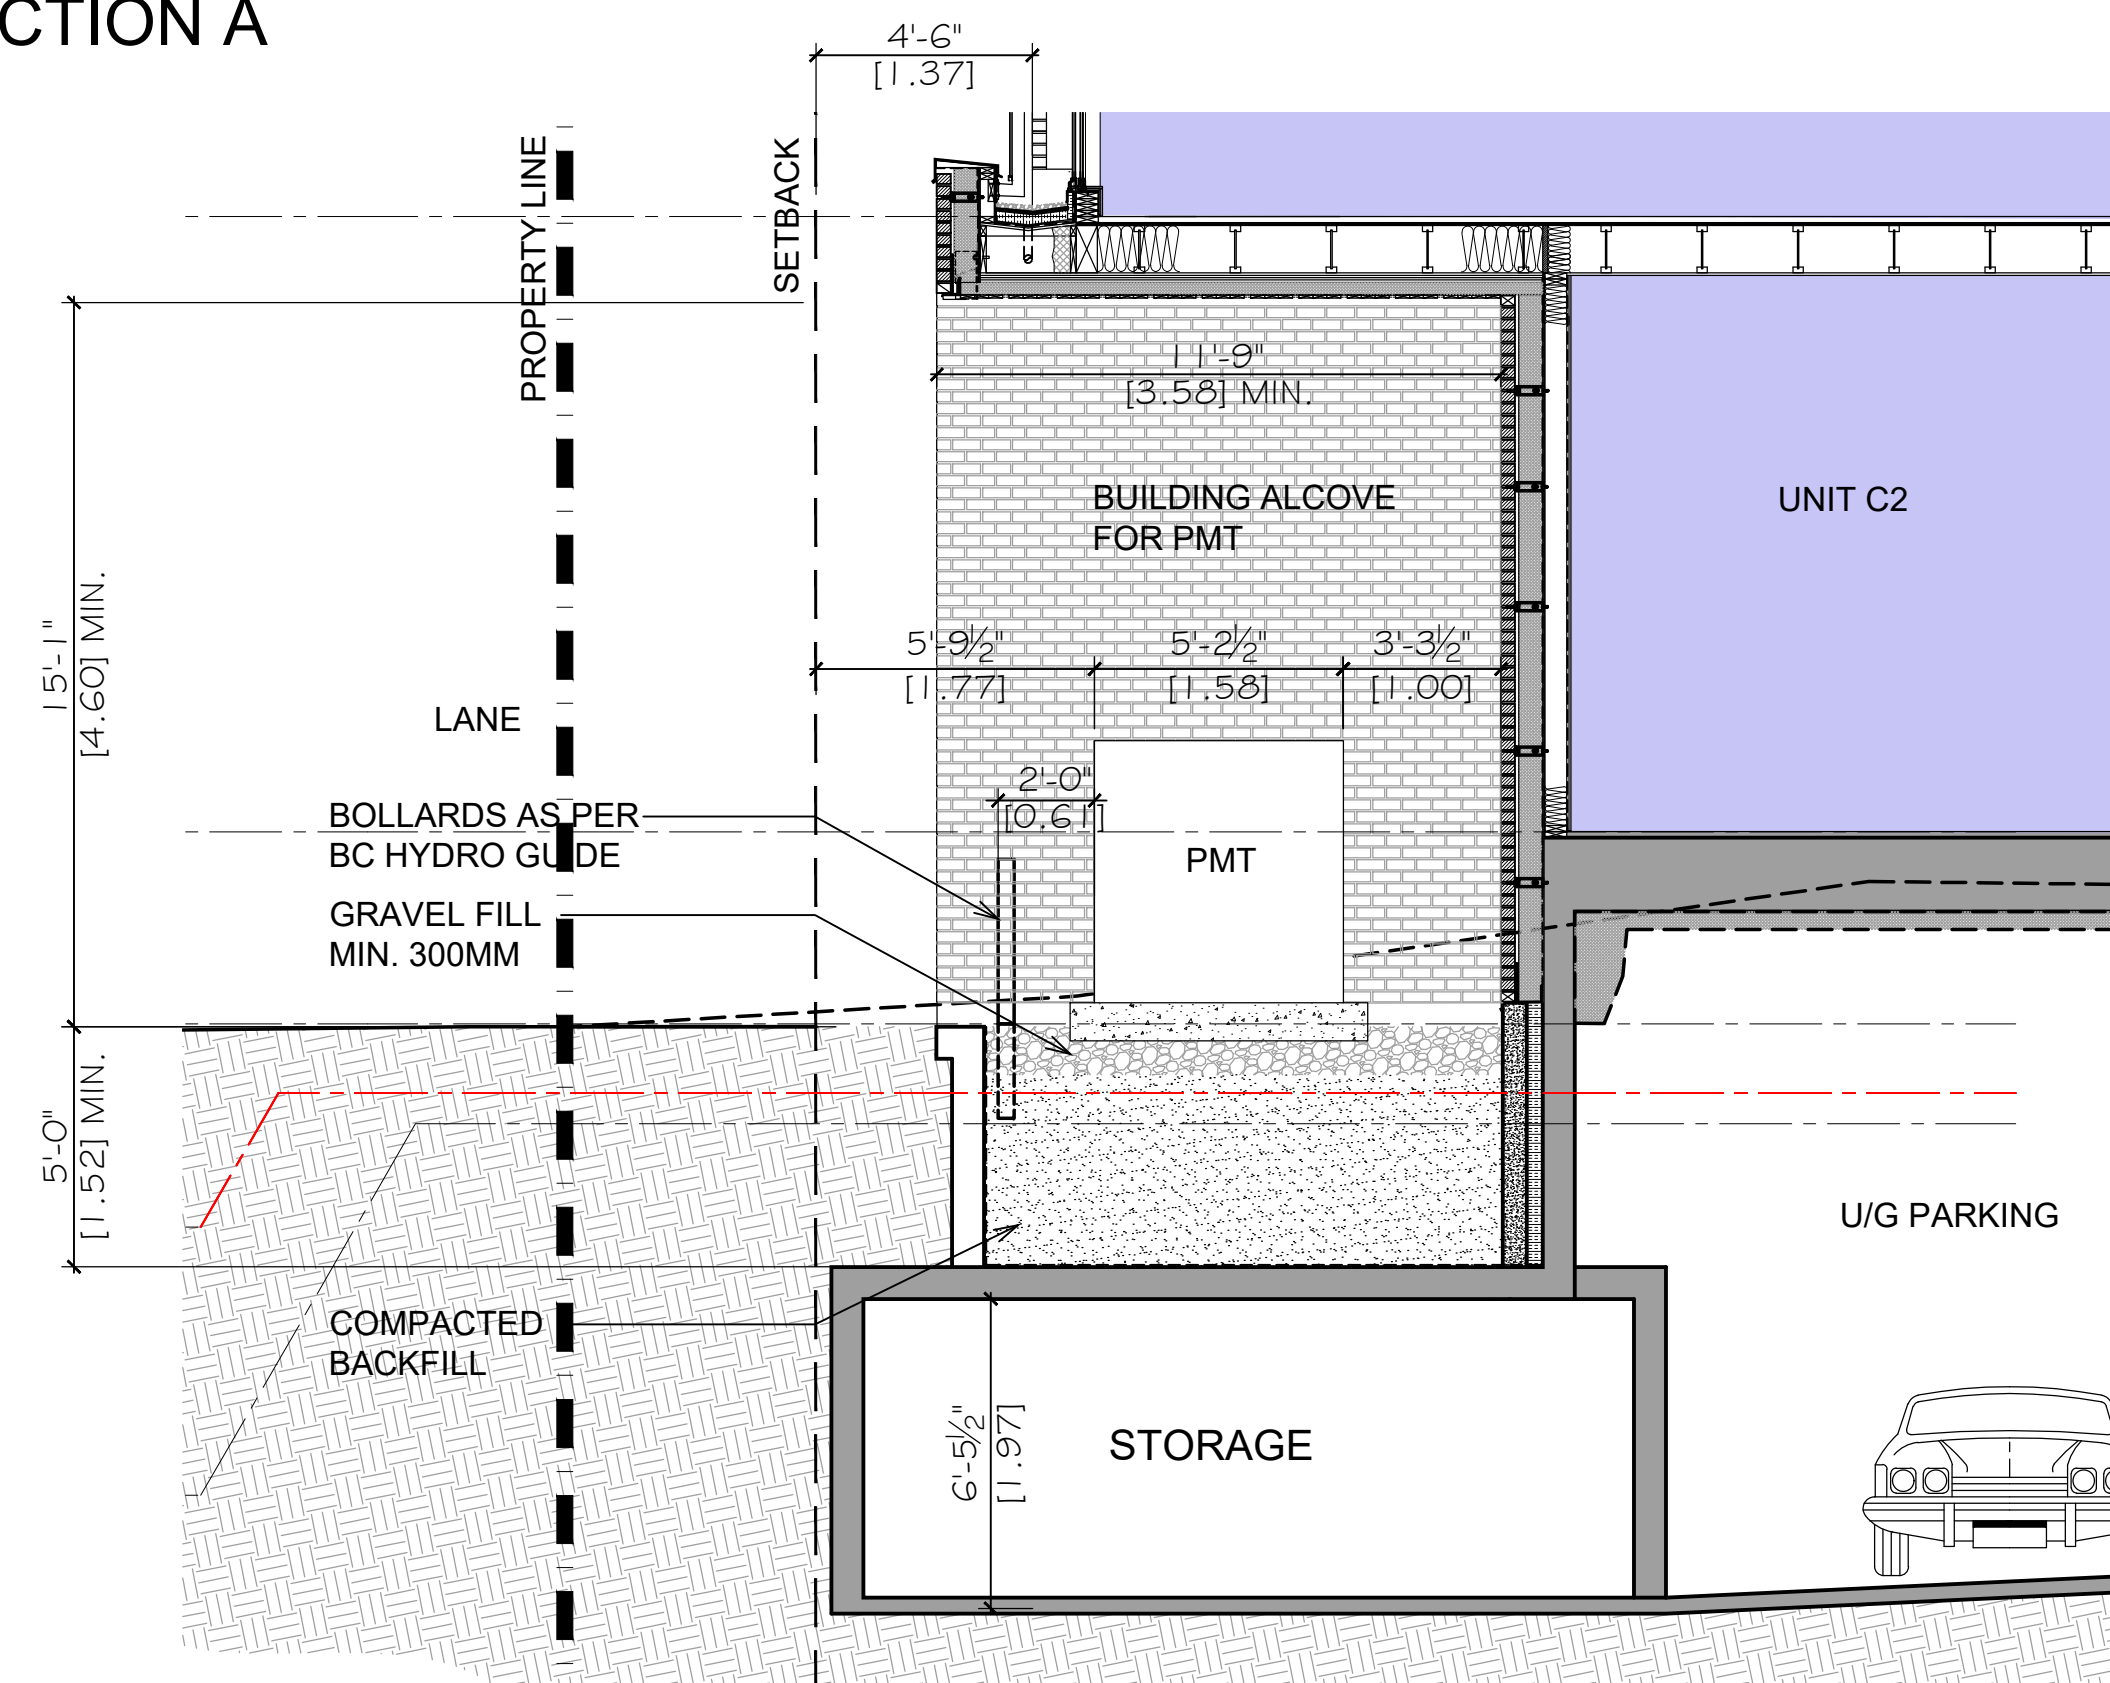 CTION A
4'-6"
[1.37]
PROPERTY LINE
SETBACK
11'-9"
[3.58] MIN.
BUILDING ALCOVE
FOR PMT
UNIT C2
15'-1"
[4.60] MIN.
5'-9½"
[1.77]
5'-2½"
[1.58]
3'-3½"
[1.00]
LANE
2'-0"
[0.61]
BOLLARDS AS PER
BC HYDRO GUIDE
PMT
GRAVEL FILL
MIN. 300MM
5'-0"
[1.52] MIN.
U/G PARKING
COMPACTED
BACKFILL
6'-5½"
[1.97]
STORAGE